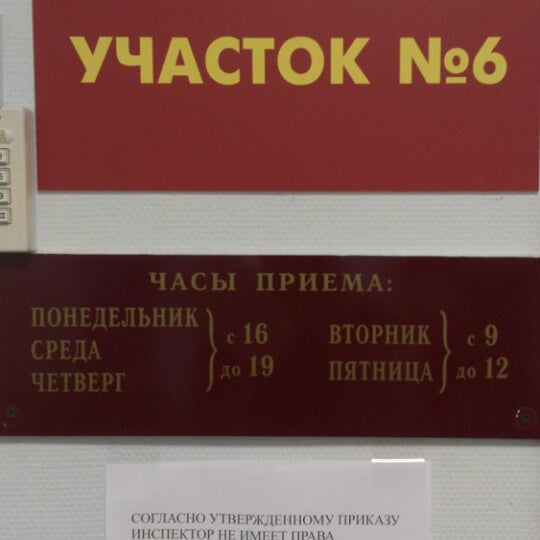 УЧАСТОК №6
ЧАСЫ ПРИЕМА:
ПОНЕДЕЛЬНИК
СРЕДА
ЧЕТВЕРГ
с 16
до 19
ВТОРНИК
ПЯТНИЦА
с 9
до 12
СОГЛАСНО УТВЕРЖДЕННОМУ ПРИКАЗУ
ИНСПЕКТОР НЕ ИМЕЕТ ПРАВА